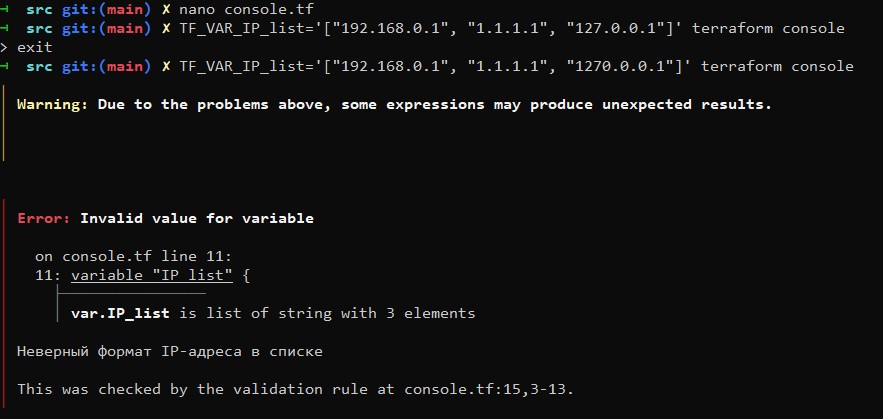 → src git:(main) ✗ nano console.tf
→ src git:(main) ✗ TF_VAR_IP_list='["192.168.0.1", "1.1.1.1", "127.0.0.1"]' terraform console
> exit
→ src git:(main) ✗ TF_VAR_IP_list='["192.168.0.1", "1.1.1.1", "1270.0.0.1"]' terraform console
Warning: Due to the problems above, some expressions may produce unexpected results.
Error: Invalid value for variable
on console.tf line 11:
11: variable "IP_list" {
var.IP_list is list of string with 3 elements
Неверный формат IP-адреса в списке
This was checked by the validation rule at console.tf:15,3-13.